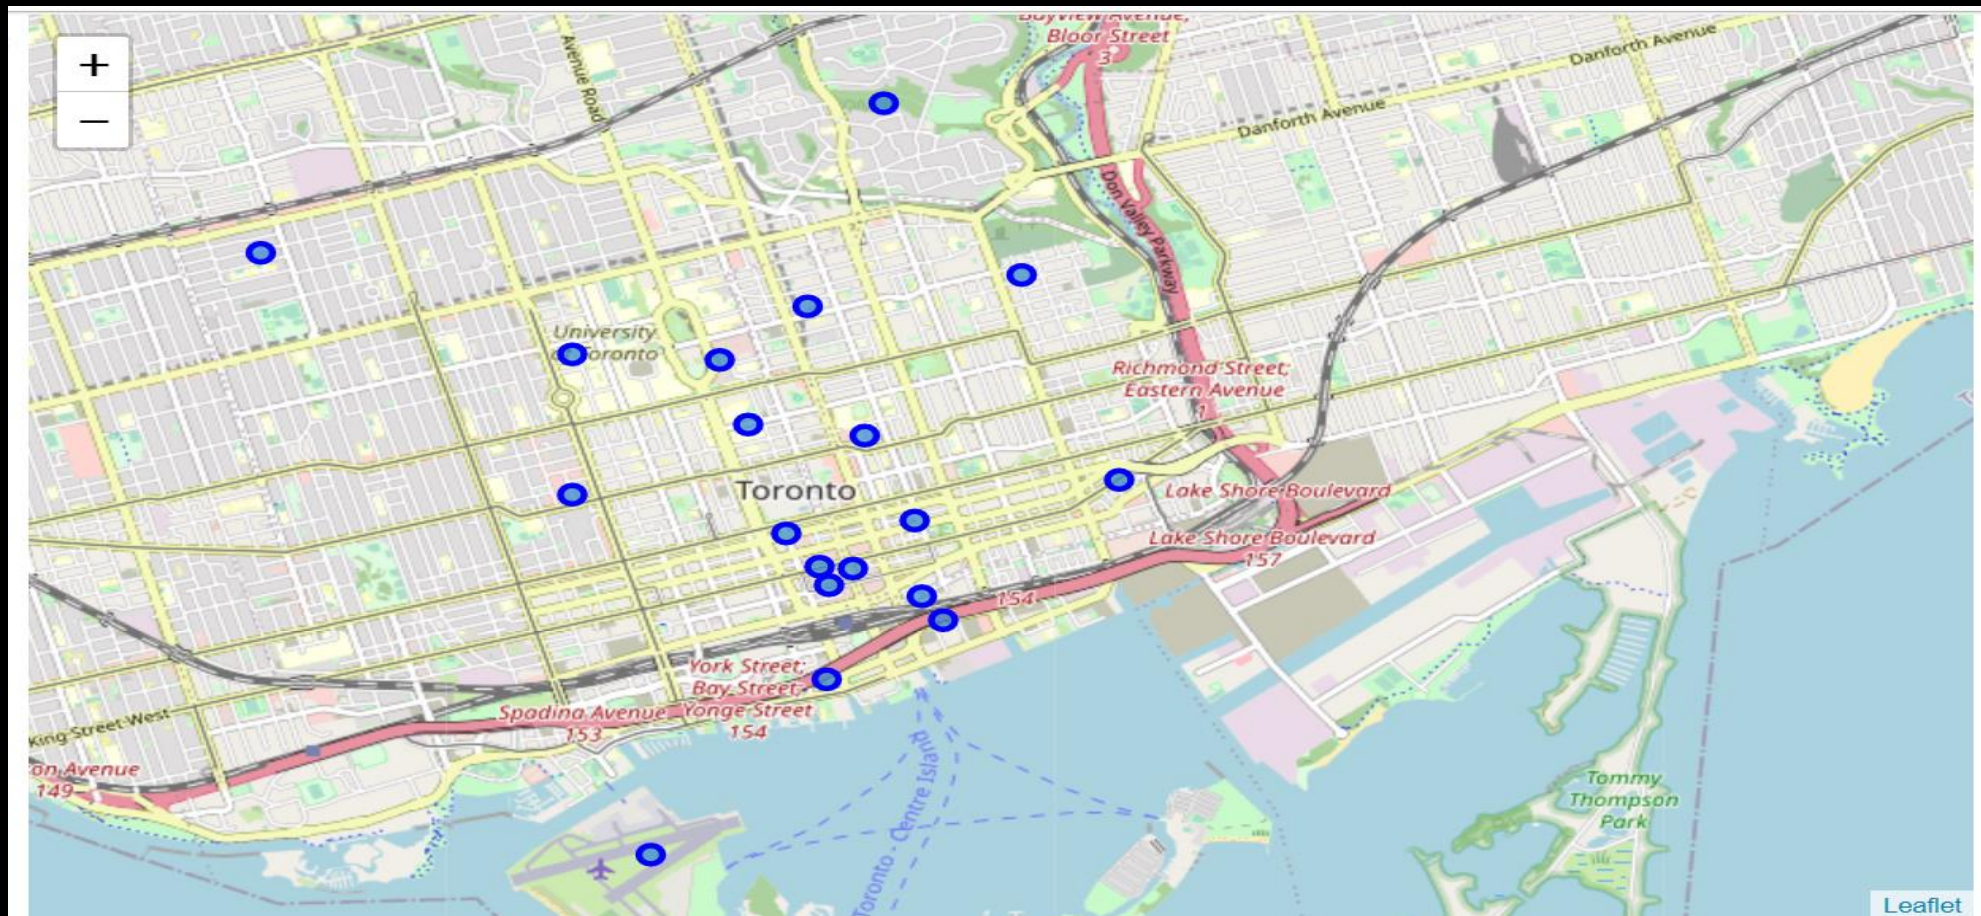 +
−
Bayview Avenue;
Bloor Street
3
Avenue Road
Danforth Avenue
Danforth Avenue
Don Valley Parkway
University
of Toronto
Richmond Street;
Eastern Avenue
1
Toronto
Lake Shore Boulevard
Lake Shore Boulevard
157
154
York Street;
Bay Street;
Yonge Street
154
Spadina Avenue
153
King Street West
on Avenue
149
Toronto - Centre Island
Tommy
Thompson
Park
Leaflet